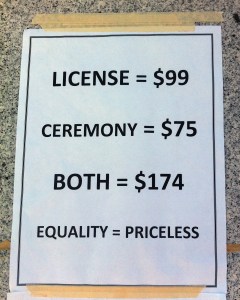 LICENSE = $99
CEREMONY = $75
BOTH = $174
EQUALITY = PRICELESS